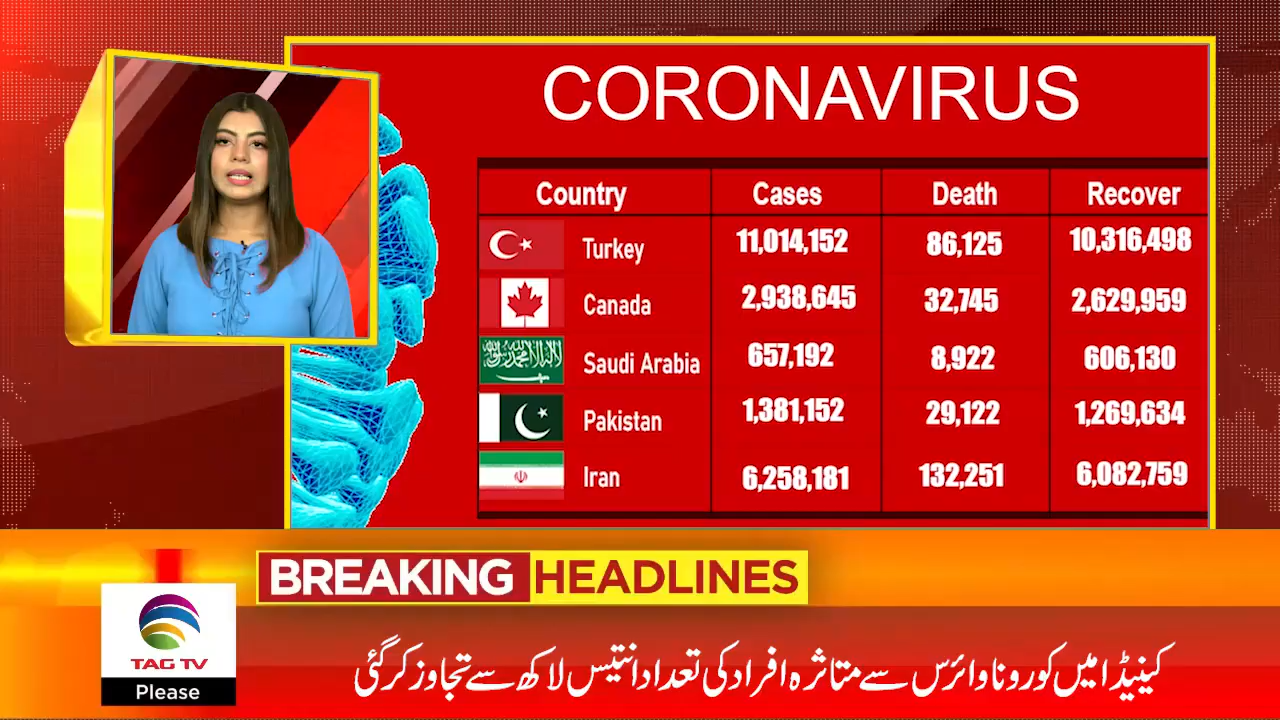 CORONAVIRUS
Country Cases Death Recover
Turkey 11,014,152 86,125 10,316,498
Canada 2,938,645 32,745 2,629,959
Saudi Arabia 657,192 8,922 606,130
Pakistan 1,381,152 29,122 1,269,634
Iran 6,258,181 132,251 6,082,759
BREAKING HEADLINES
TAG TV
Please
کینیڈا میں کورونا وائرس سے متاثرہ افراد کی تعداد انتیس لاکھ سے تجاوز کر گئی